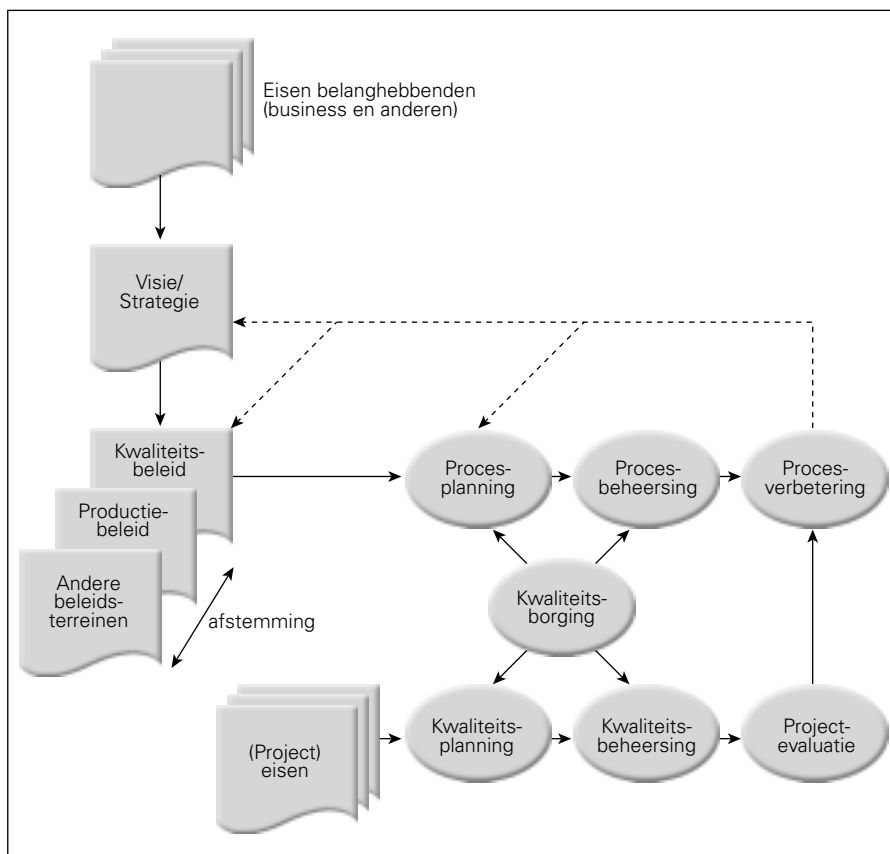 Eisen belanghebbenden
(business en anderen)
Visie/
Strategie
Kwaliteits-
beleid
Productie-
beleid
Andere
beleids-
terreinen
afstemming
Proces-
planning
Proces-
beheersing
Proces-
verbetering
Kwaliteits-
borging
(Project)
eisen
Kwaliteits-
planning
Kwaliteits-
beheersing
Project-
evaluatie